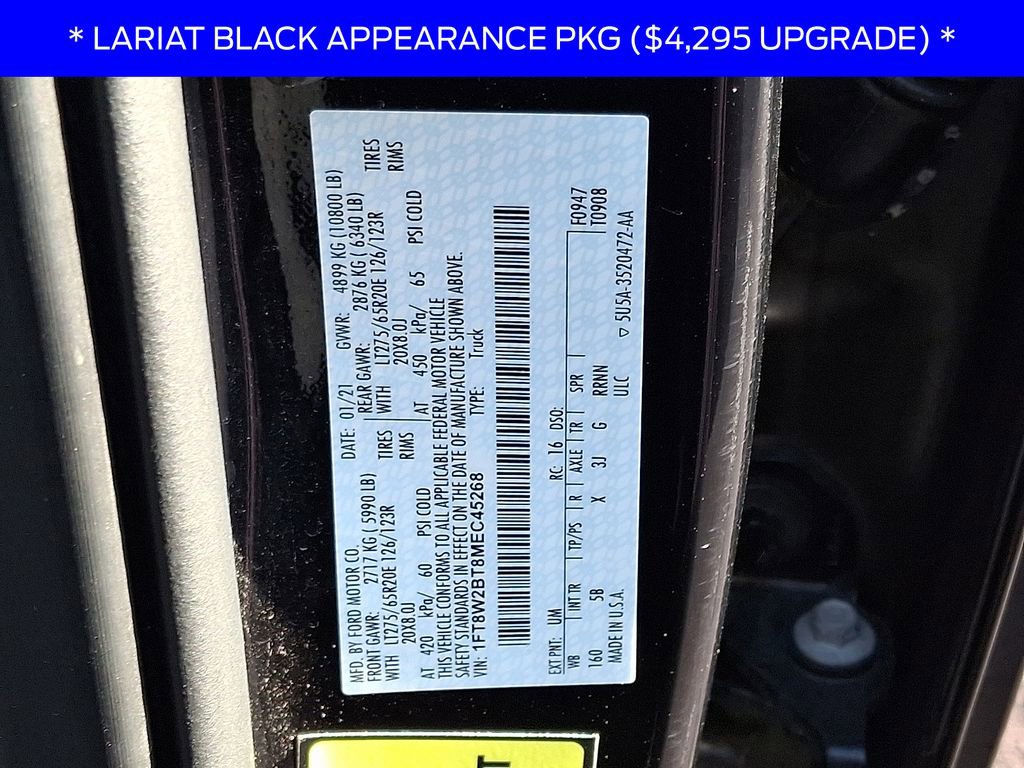 * LARIAT BLACK APPEARANCE PKG ($4,295 UPGRADE) *
MFD. BY FORD MOTOR CO.
DATE: 01/21 GVWR: 4899 KG (10800 LB)
FRONT GAWR: 2717 KG ( 5990 LB)
REAR GAWR: 2876 KG ( 6340 LB)
WITH LT275/65R20E 126/123R TIRES
WITH LT275/65R20E 126/123R TIRES
20X8.0J RIMS
20X8.0J RIMS
AT 420 kPa/ 60 PSI COLD
AT 450 kPa/ 65 PSI COLD
THIS VEHICLE CONFORMS TO ALL APPLICABLE FEDERAL MOTOR VEHICLE
SAFETY STANDARDS IN EFFECT ON THE DATE OF MANUFACTURE SHOWN ABOVE.
VIN: 1FT8W2BT8MEC45268 TYPE: Truck
EXT PNT: UM RC: 16 DSO: F0947
WB INT TR TP/PS R AXLE TR SPR T0908
160 5B X 3J G RRNN
MADE IN U.S.A. ULC ▽ 5U5A-3520472-AA